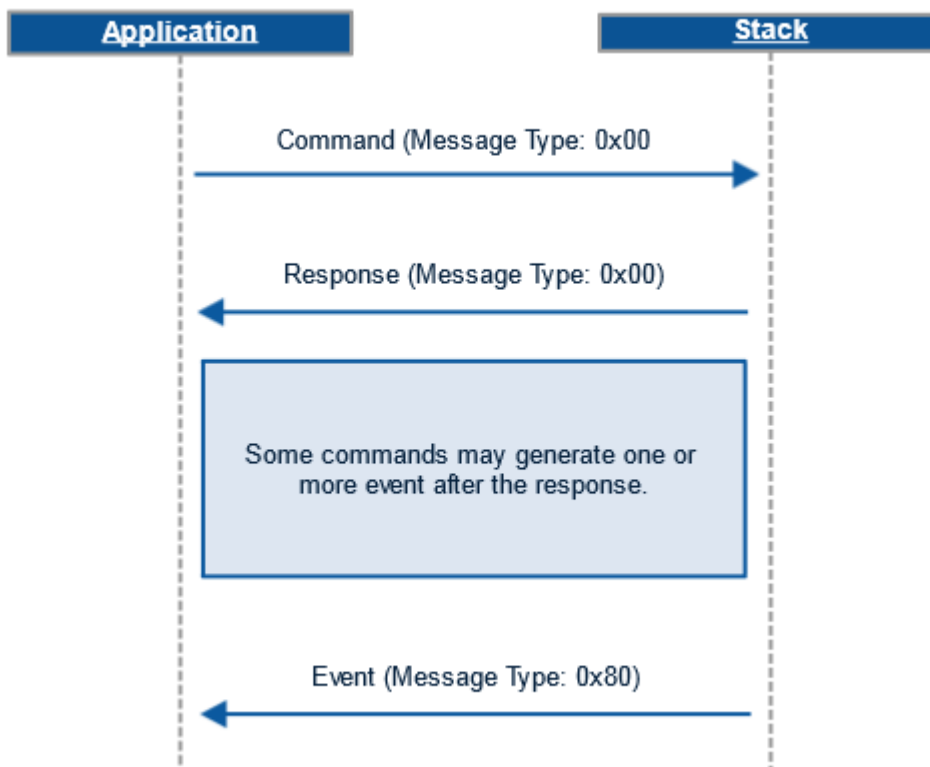 Application
Stack
Command (Message Type: 0x00
Response (Message Type: 0x00)
Some commands may generate one or
more event after the response.
Event (Message Type: 0x80)